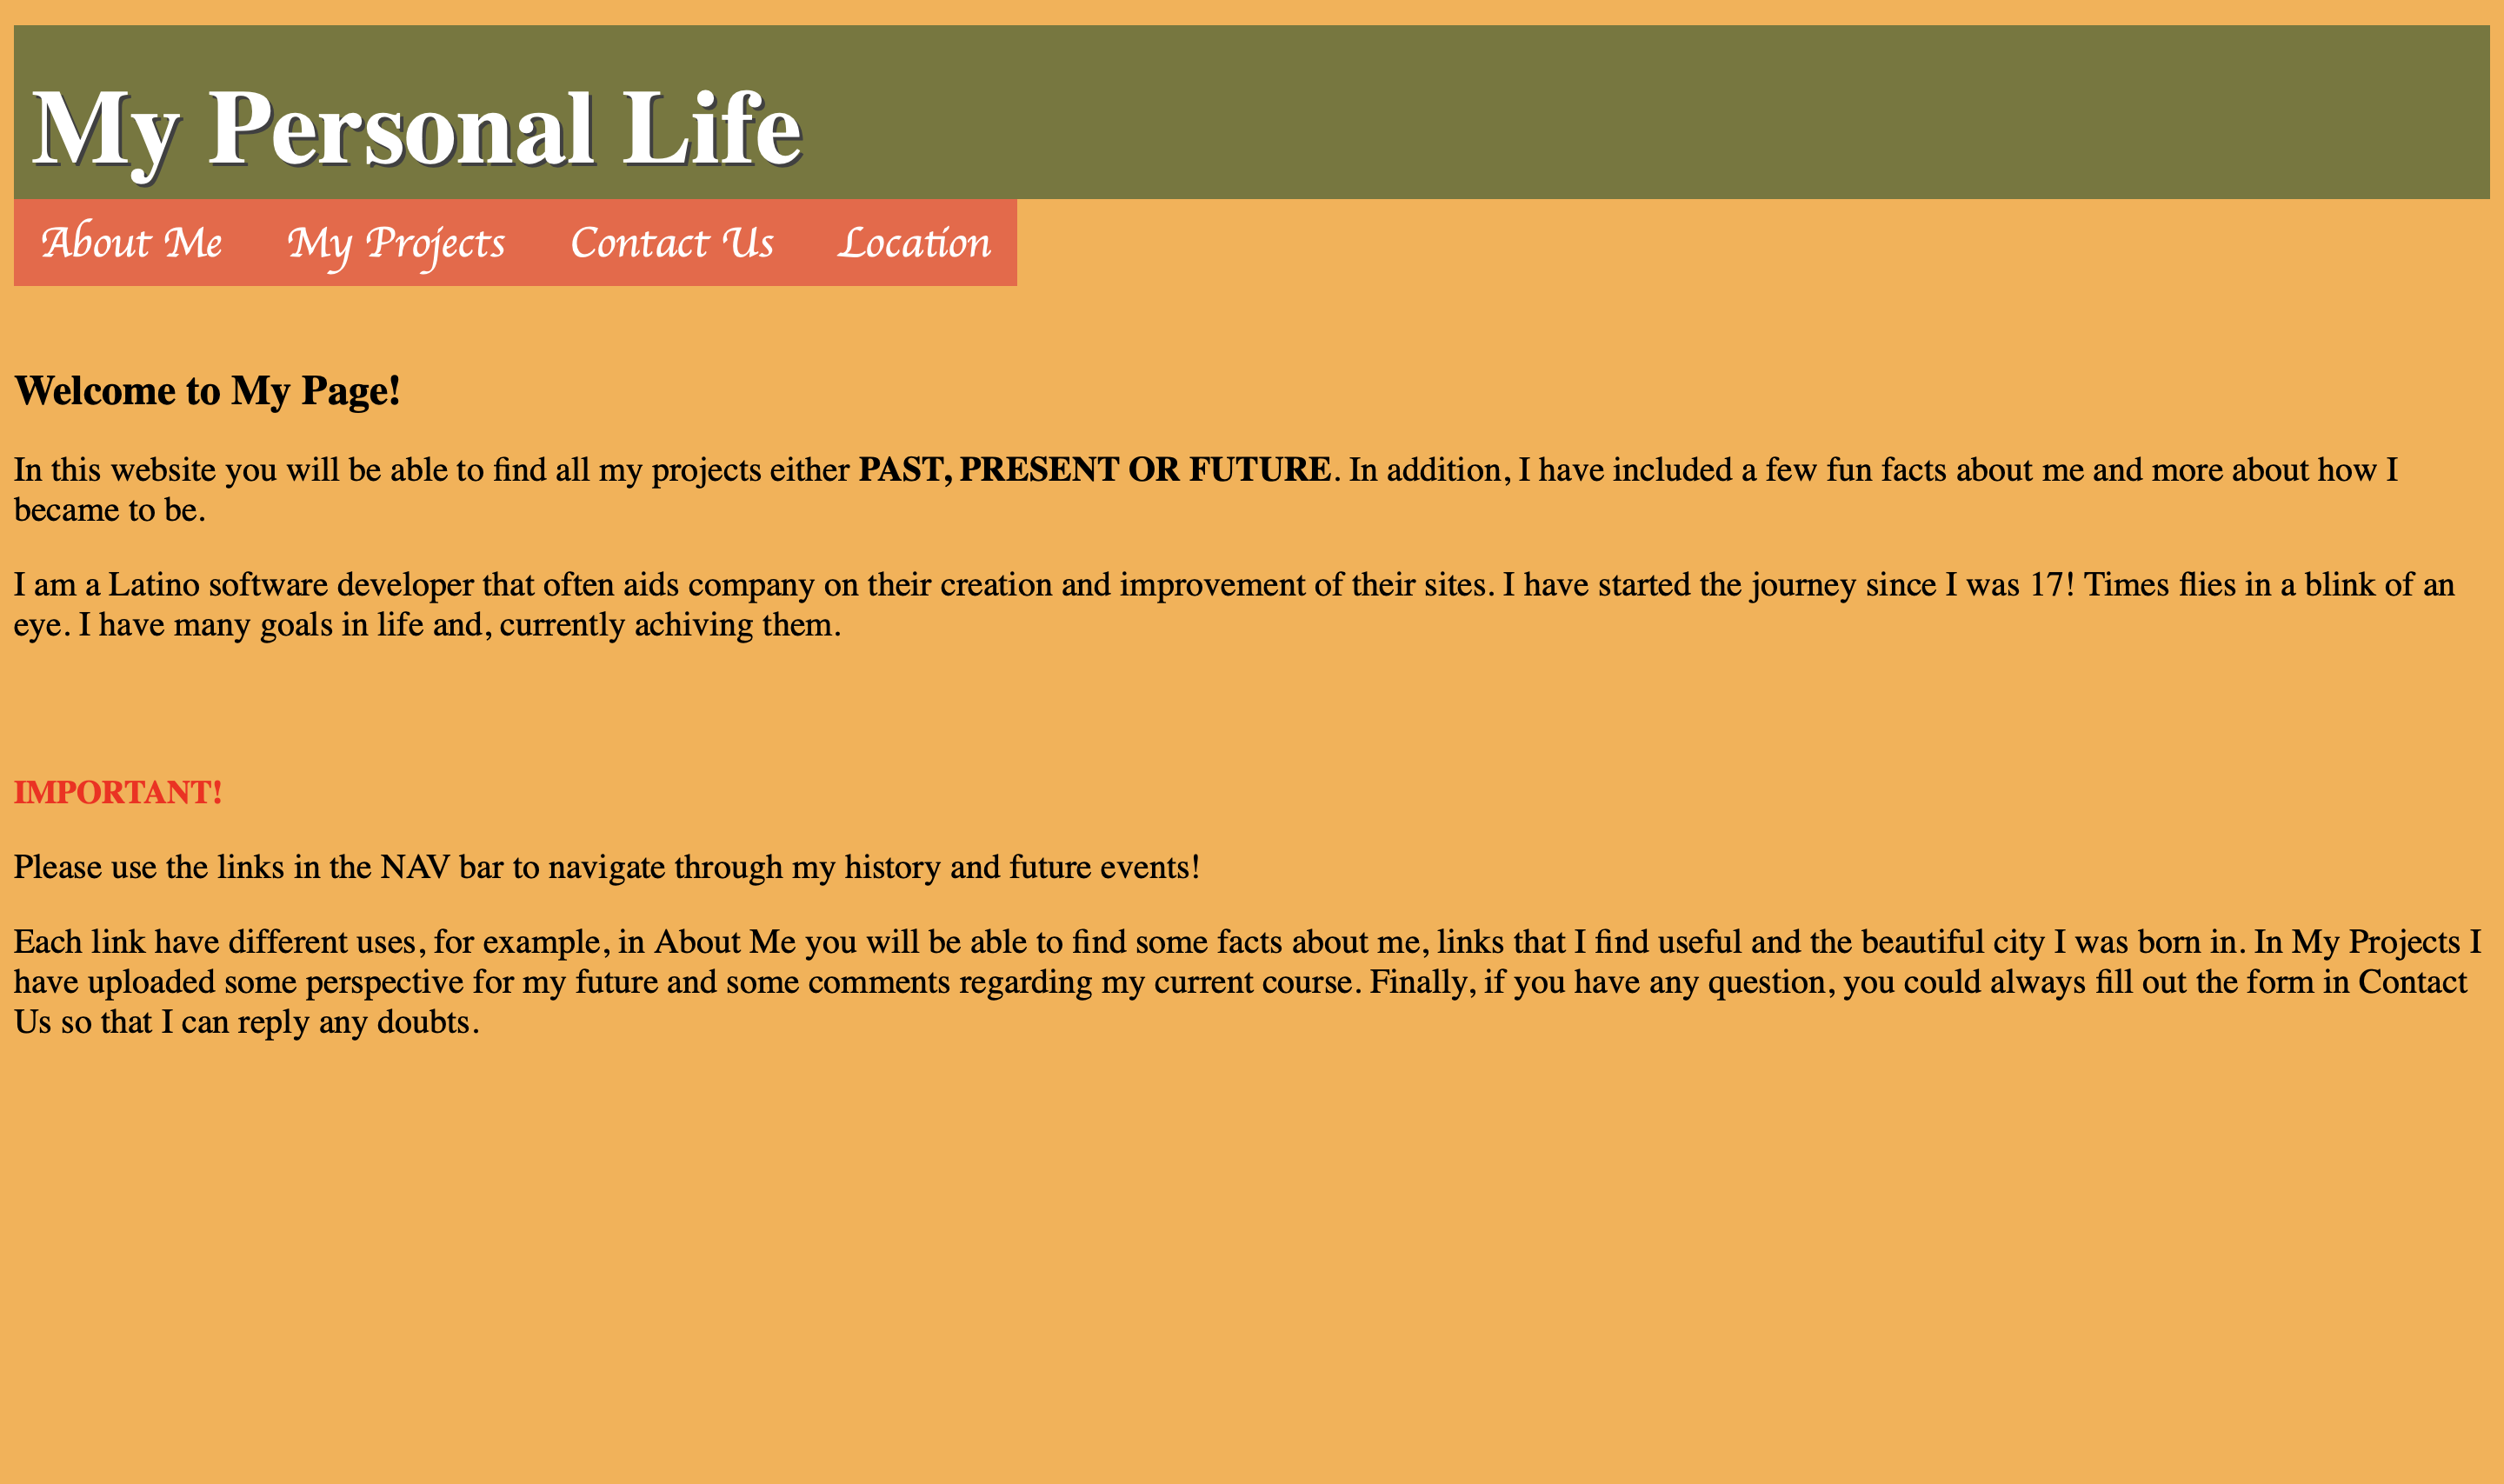 My Personal Life
About Me My Projects Contact Us Location
Welcome to My Page!
In this website you will be able to find all my projects either PAST, PRESENT OR FUTURE. In addition, I have included a few fun facts about me and more about how I
became to be.
I am a Latino software developer that often aids company on their creation and improvement of their sites. I have started the journey since I was 17! Times flies in a blink of an
eye. I have many goals in life and, currently achiving them.
IMPORTANT!
Please use the links in the NAV bar to navigate through my history and future events!
Each link have different uses, for example, in About Me you will be able to find some facts about me, links that I find useful and the beautiful city I was born in. In My Projects I
have uploaded some perspective for my future and some comments regarding my current course. Finally, if you have any question, you could always fill out the form in Contact
Us so that I can reply any doubts.